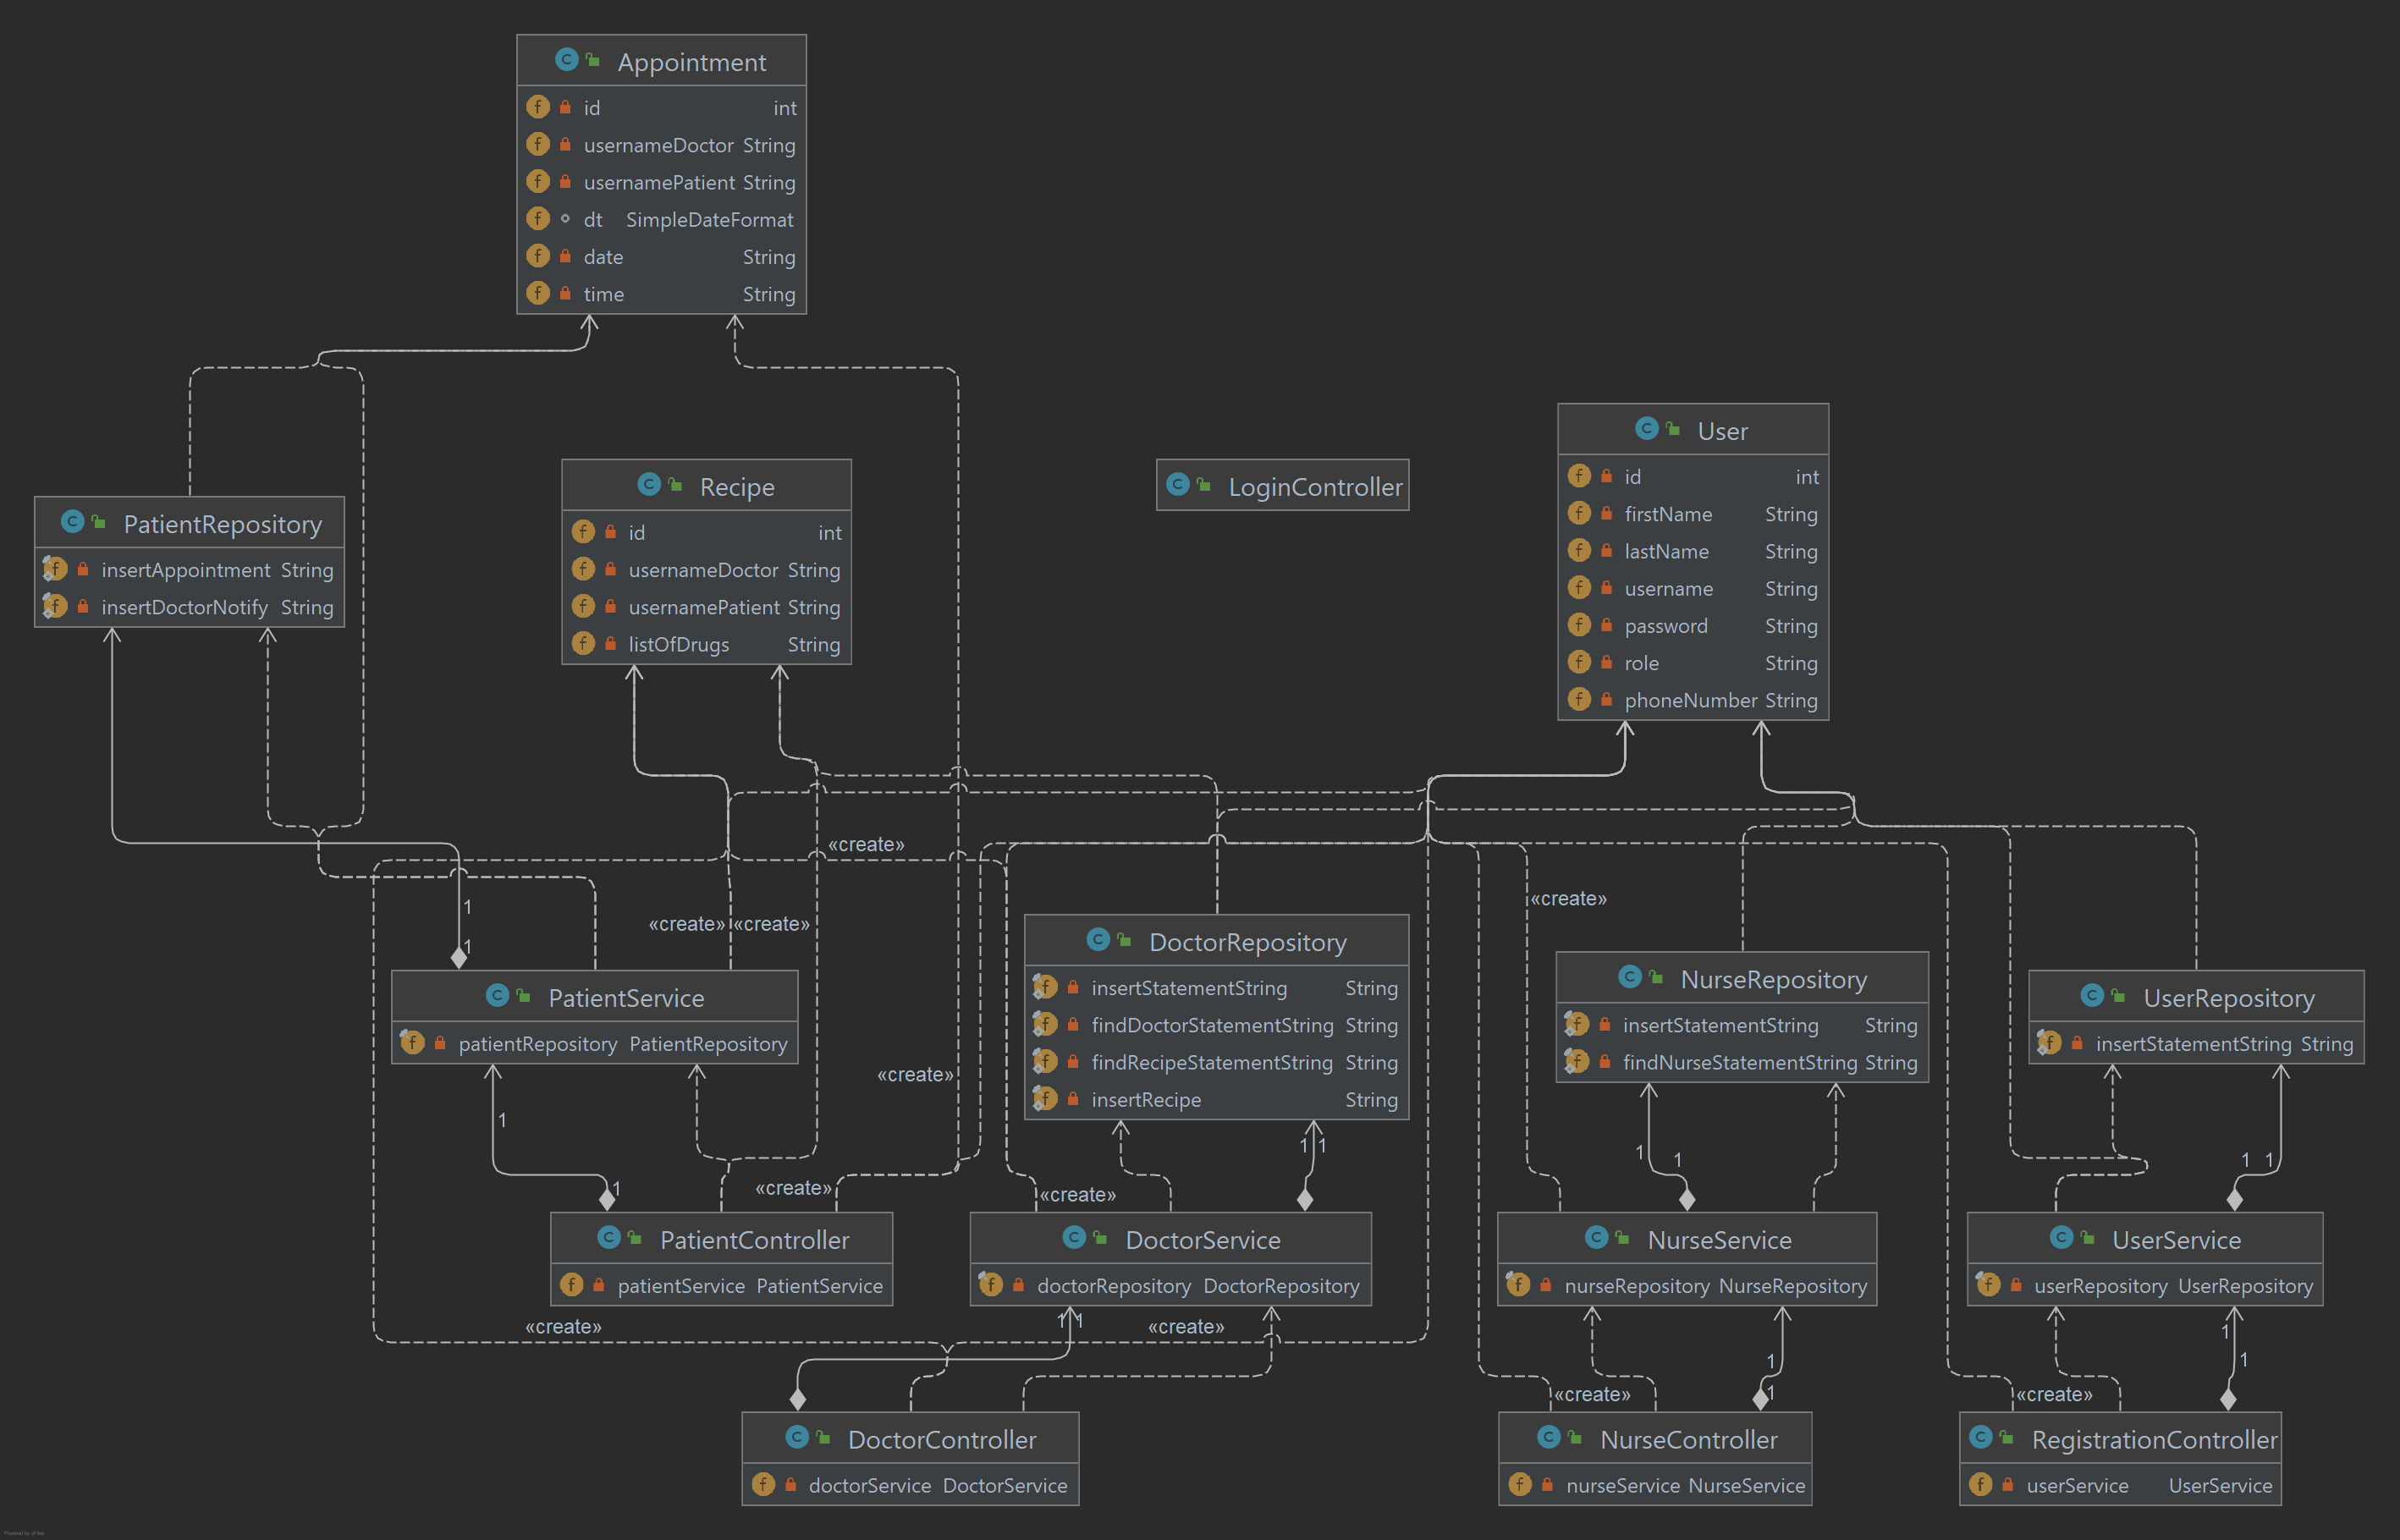 Appointment
id int
usernameDoctor String
usernamePatient String
dt SimpleDateFormat
date String
time String
User
id int
firstName String
lastName String
username String
password String
role String
phoneNumber String
Recipe
id int
usernameDoctor String
usernamePatient String
listOfDrugs String
LoginController
PatientRepository
insertAppointment String
insertDoctorNotify String
«create»
«create»
1
«create» «create»
1
DoctorRepository
insertStatementString String
findDoctorStatementString String
findRecipeStatementString String
insertRecipe String
NurseRepository
insertStatementString String
findNurseStatementString String
PatientService
patientRepository PatientRepository
UserRepository
insertStatementString String
«create»
1
1 1
1 1
1 1
«create»
1
«create»
PatientController
patientService PatientService
DoctorService
doctorRepository DoctorRepository
NurseService
nurseRepository NurseRepository
UserService
userRepository UserRepository
1 1
«create»
«create»
1
1
1
1
«create»
«create»
DoctorController
doctorService DoctorService
NurseController
nurseService NurseService
RegistrationController
userService UserService
Powered by yFiles